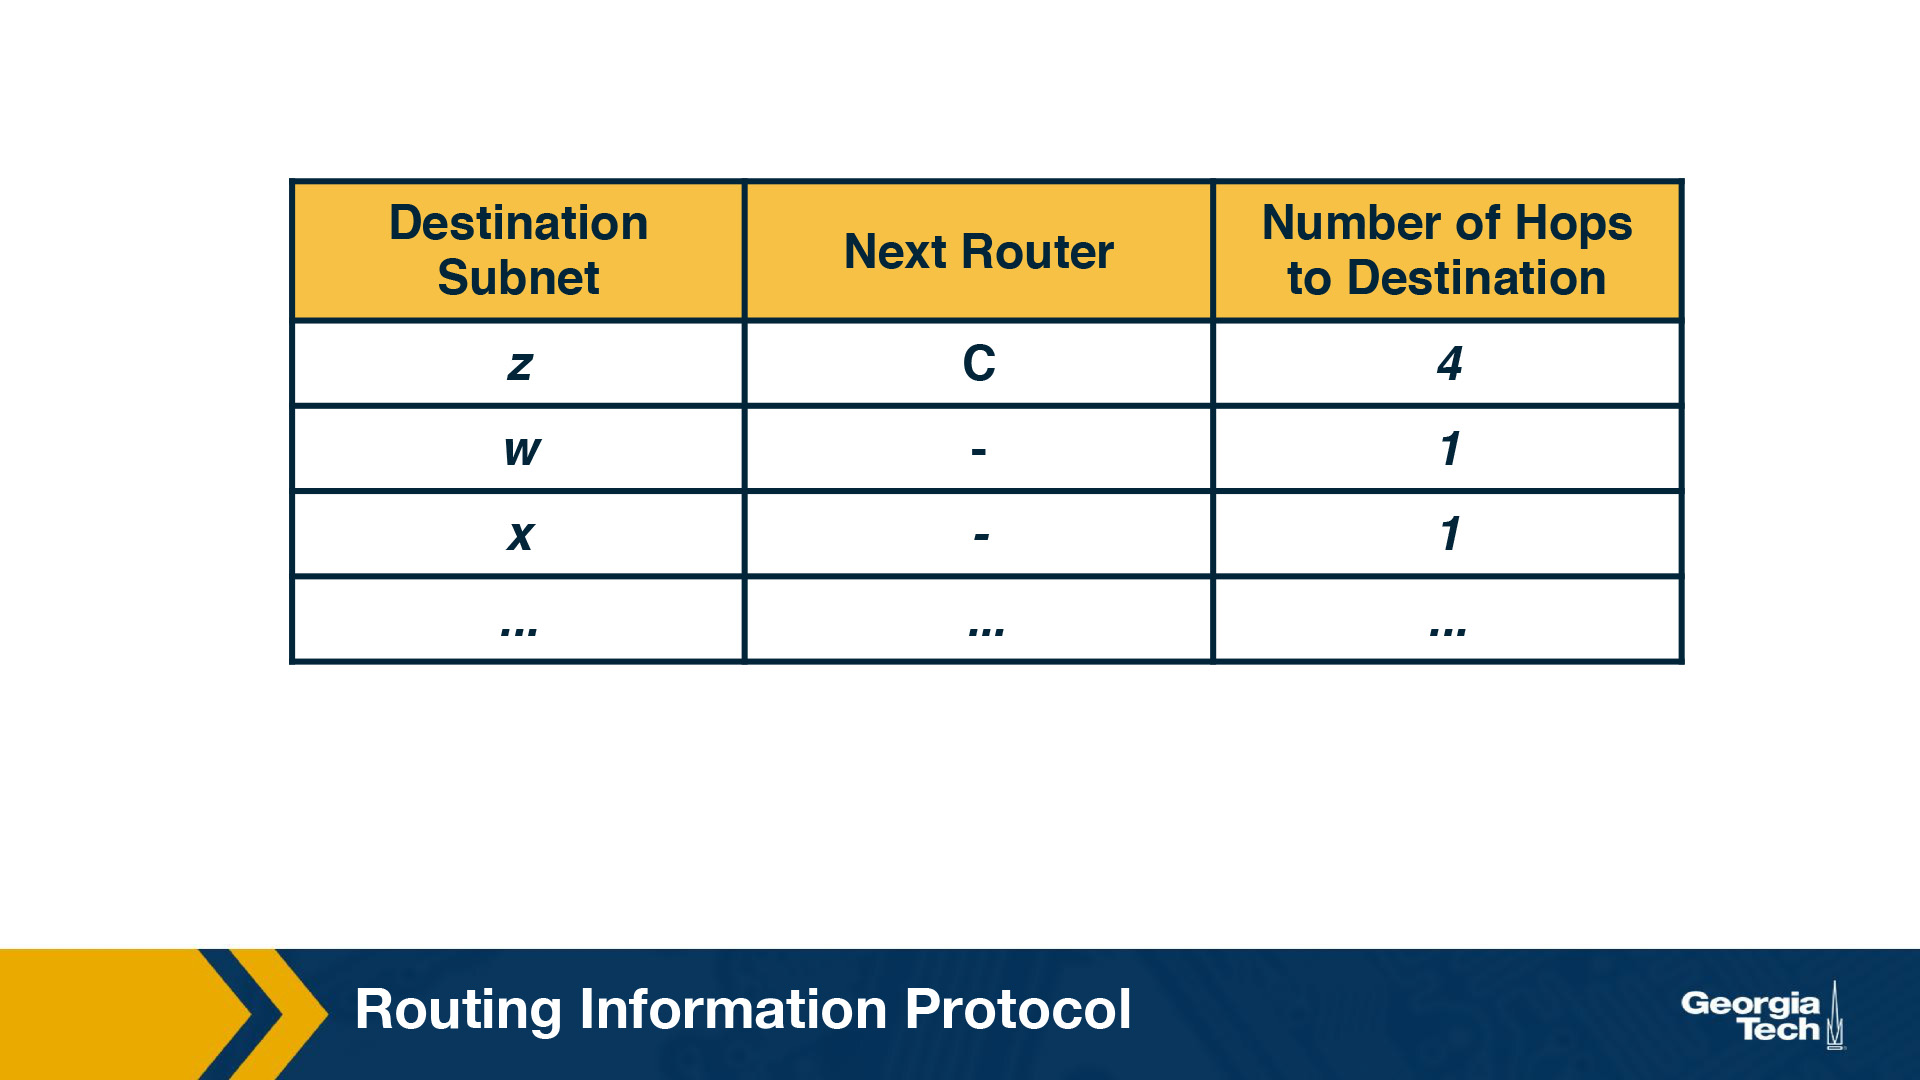 Destination
Subnet
Next Router
Number of Hops
to Destination
z
C
4
w
-
1
x
-
1
...
...
...
Routing Information Protocol
Georgia
Tech